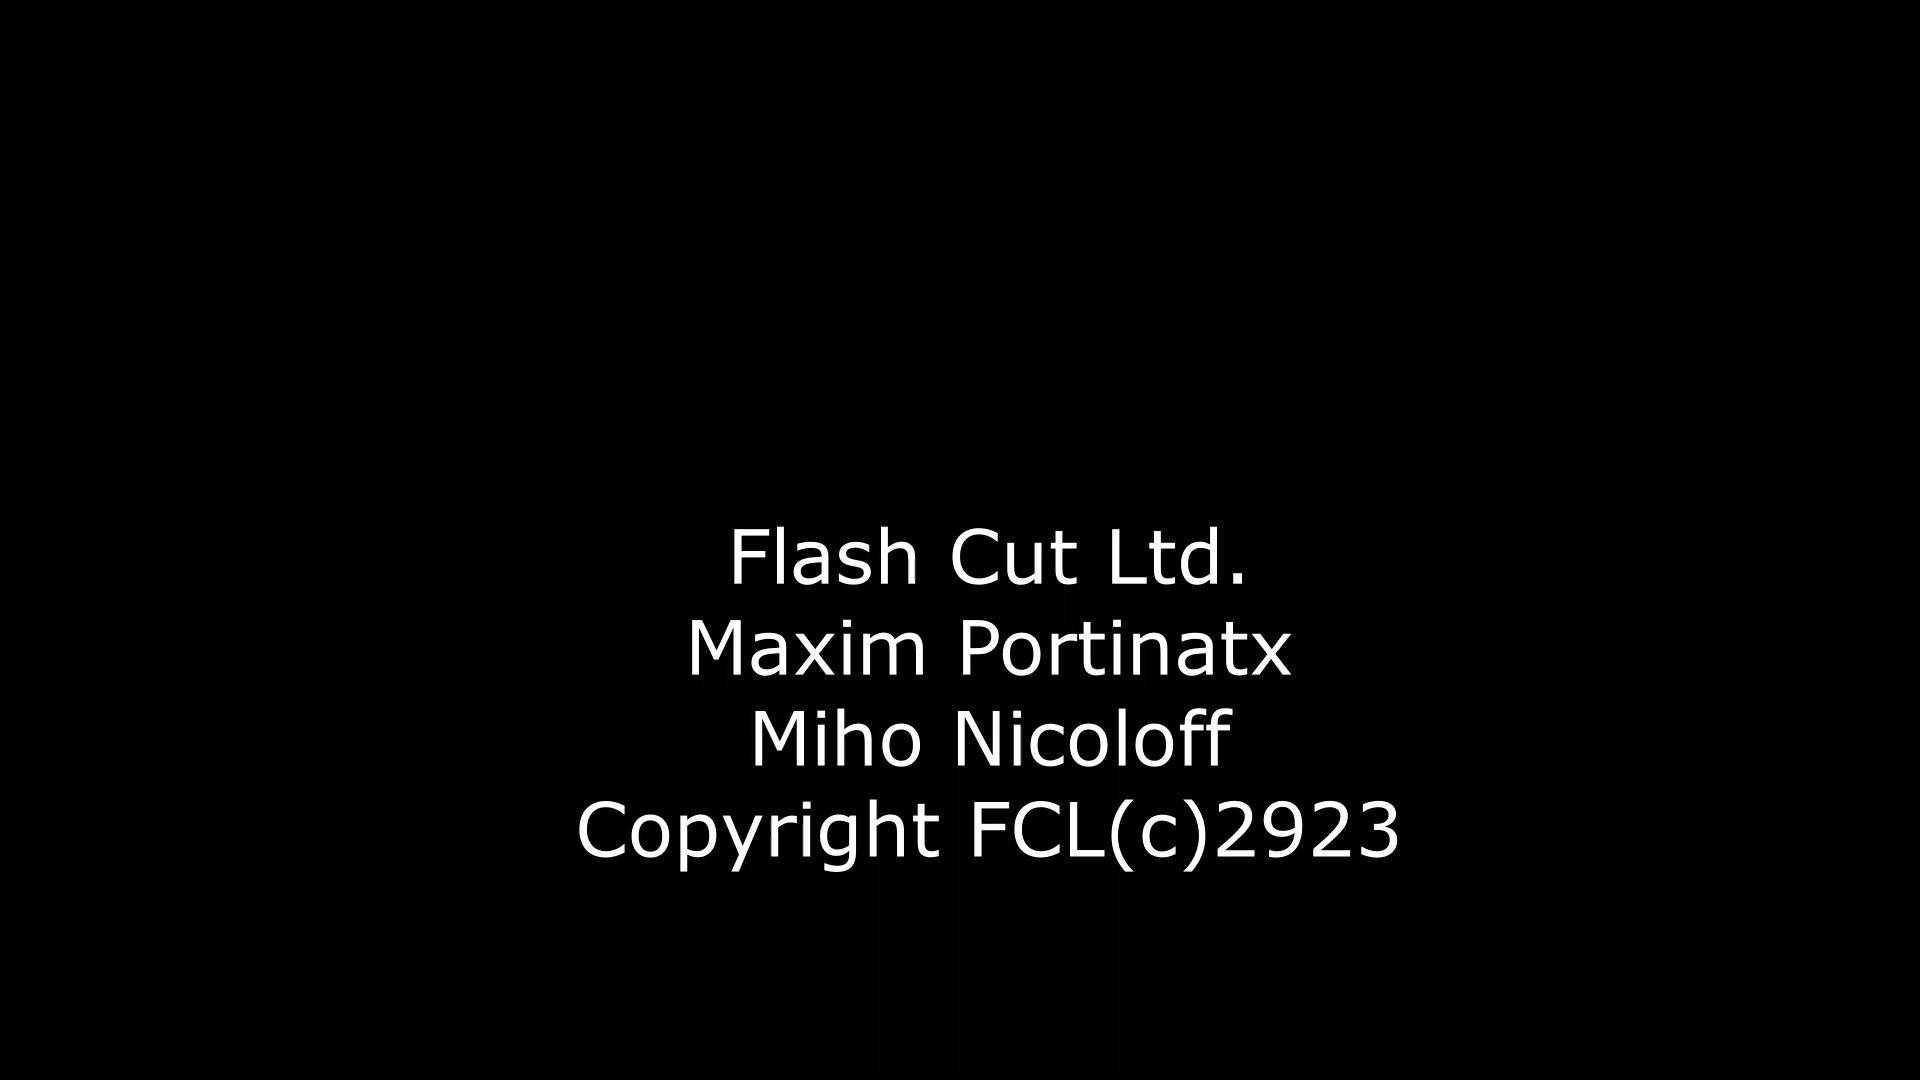 Flash Cut Ltd.
Maxim Portinatx
Miho Nicoloff
Copyright FCL(c)2923